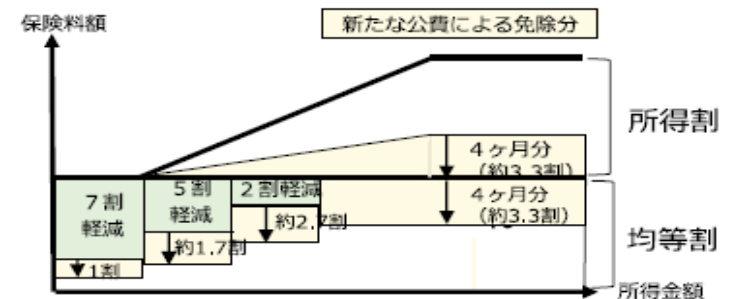 保険料額
新たな公費による免除分
所得割
4ヶ月分
(約3.3割)
7割
軽減
5割
軽減
2割軽減
4ヶ月分
(約3.3割)
約2.7割
約1.7割
1割
均等割
所得金額